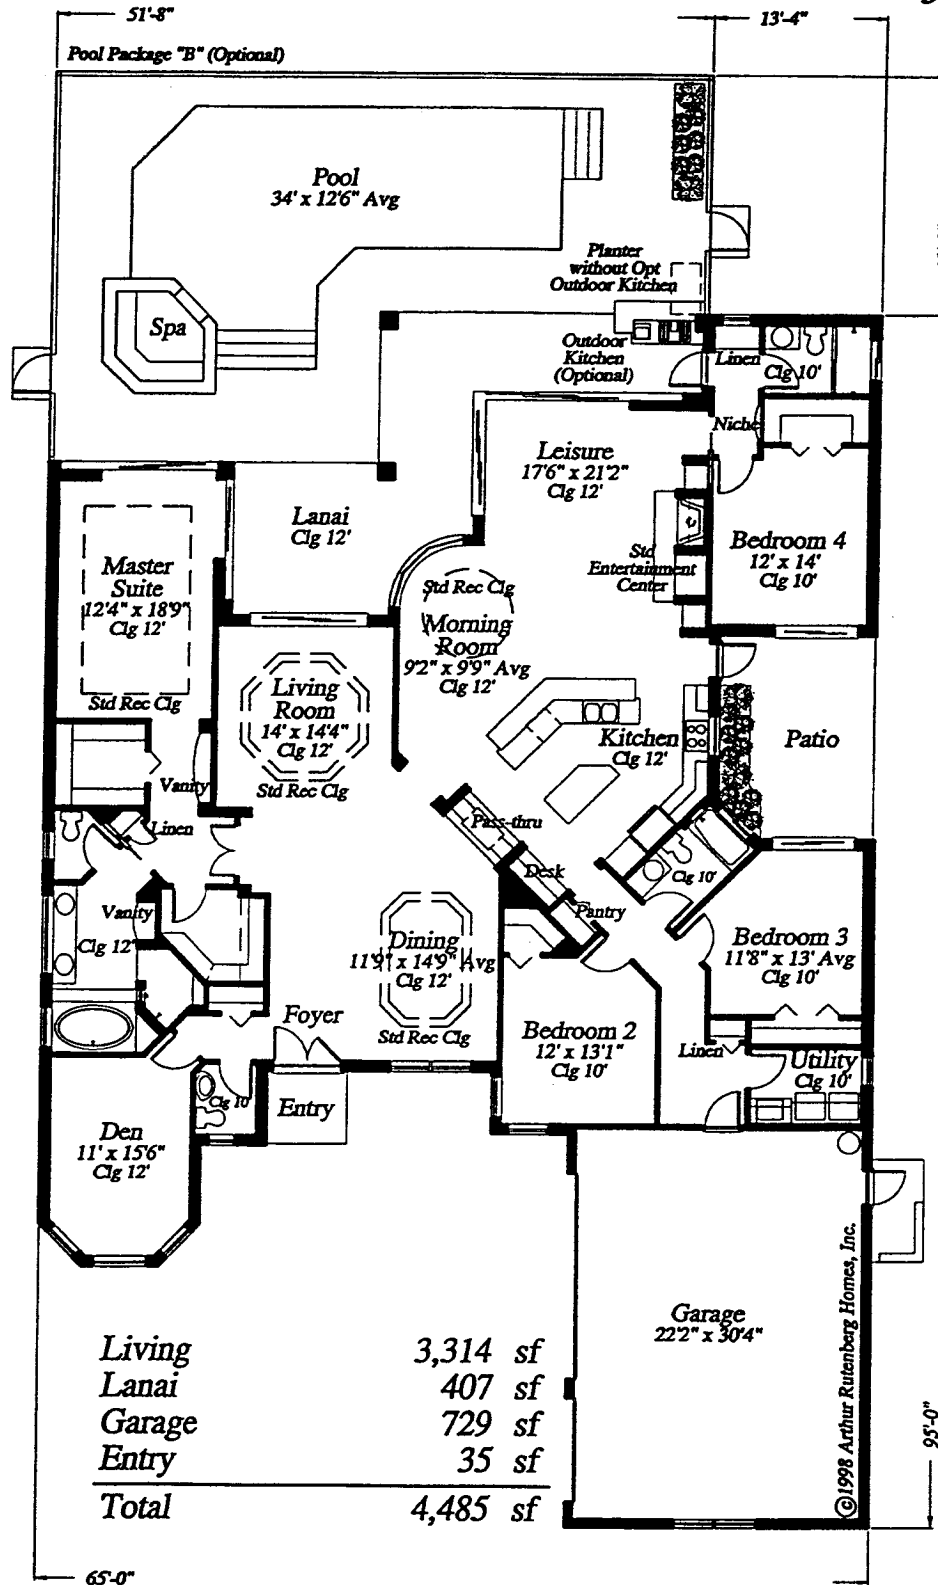 51'-8"
13'-4"
Pool Package "B" (Optional)
Pool
34' x 12'6" Avg
Planter
without Opt
Outdoor Kitchen
Spa
Outdoor
Kitchen
(Optional)
Linen
Clg 10'
Niche
Leisure
17'6" x 21'2"
Clg 12'
Lanai
Clg 12'
Bedroom 4
12' x 14'
Clg 10'
Std
Entertainment
Center
Master
Suite
12'4" x 18'9"
Clg 12'
Std Rec Clg
Std Rec Clg
Morning
Room
9'2" x 9'9" Avg
Clg 12'
Living
Room
14' x 14'4"
Clg 12'
Std Rec Clg
Kitchen
Clg 12'
Patio
Vanity
Linen
Pass-thru
Desk
Pantry
Clg 10'
Vanity
Clg 12'
Dining
11'9" x 14'9" Avg
Clg 12'
Std Rec Clg
Bedroom 3
11'8" x 13' Avg
Clg 10'
Foyer
Bedroom 2
12' x 13'1"
Clg 10'
Linen
Utility
Clg 10'
Clg 10'
Entry
Den
11' x 15'6"
Clg 12'
Garage
22'2" x 30'4"
©1998 Arthur Rutenberg Homes, Inc.
95'-0"
Living 3,314 sf
Lanai 407 sf
Garage 729 sf
Entry 35 sf
Total 4,485 sf
65'-0"